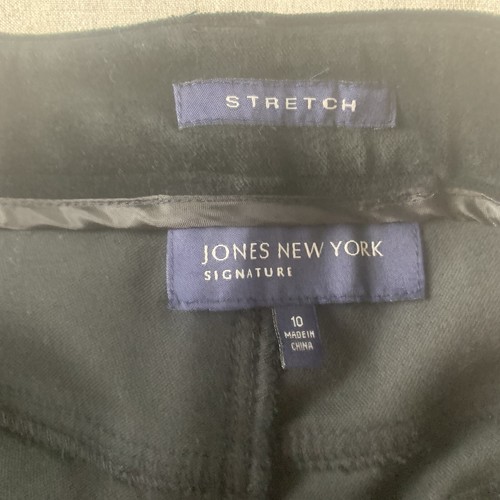 STRETCH
JONES NEW YORK
SIGNATURE
10
MADE IN
CHINA